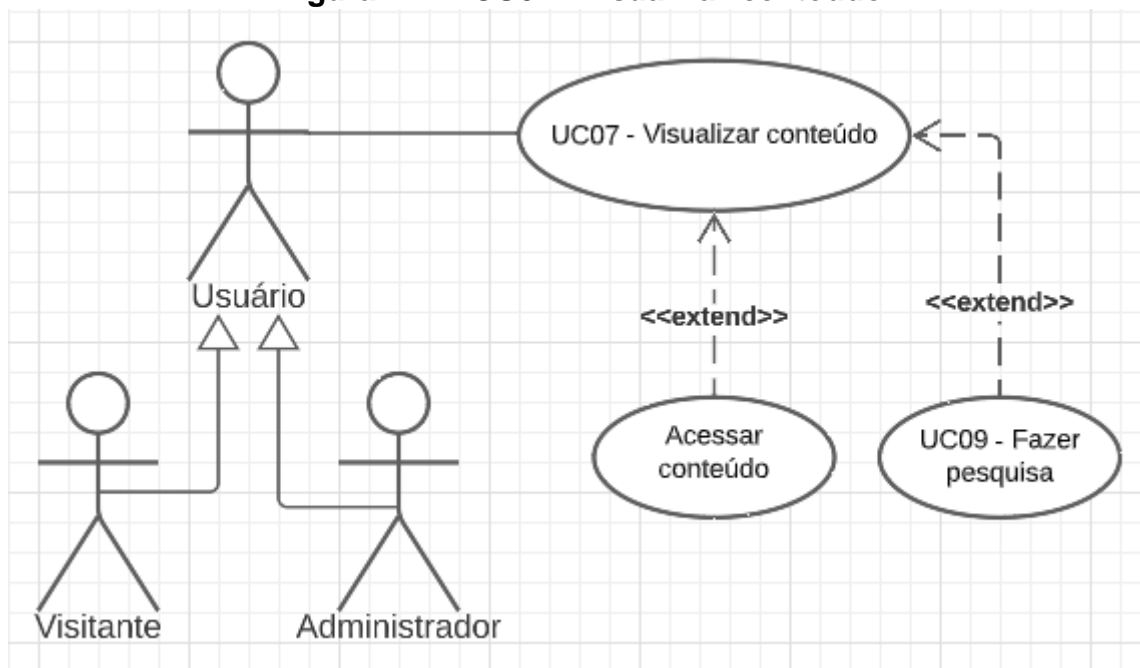 UC07 - Visualizar conteúdo
Usuário
<<extend>>
<<extend>>
Acessar
conteúdo
UC09 - Fazer
pesquisa
Visitante
Administrador